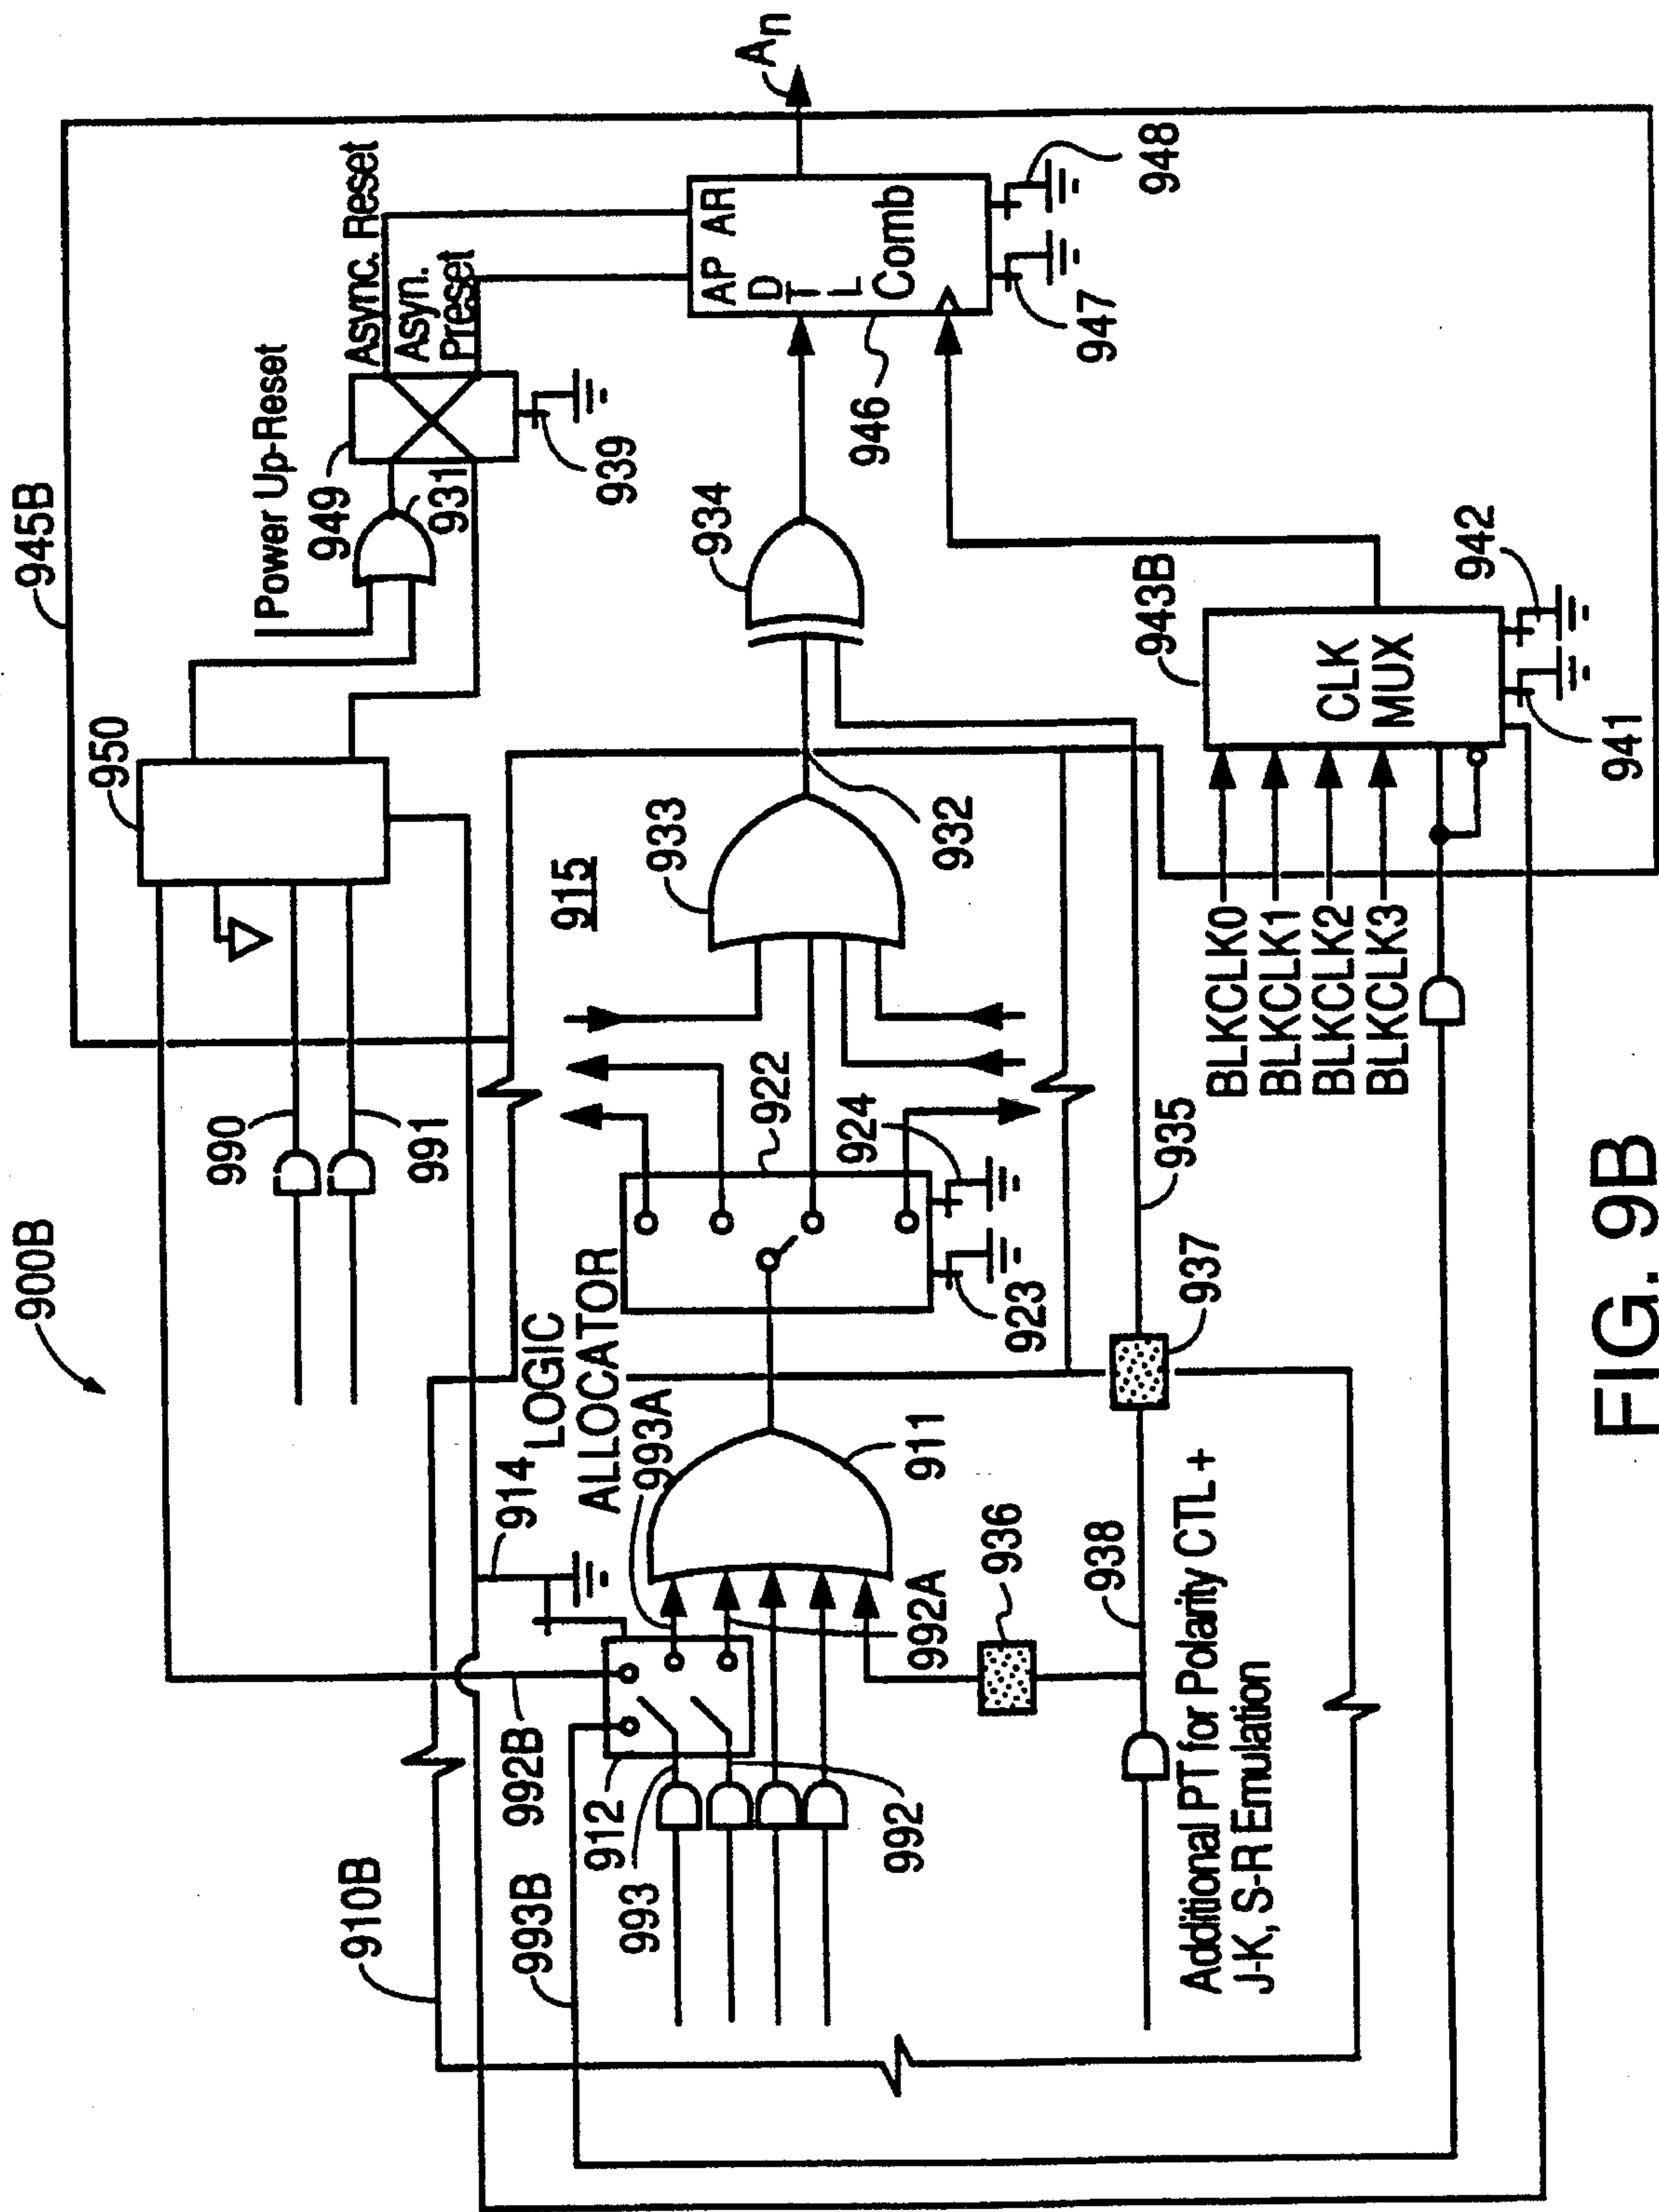 900B
945B
950
Power Up-Reset
949
931
Async. Reset
Asyn.
Preset
939
990
991
910B
914
LOGIC
ALLOCATOR
915
993B
992B
912
993
992
993A
992A
911
922
923
924
933
932
934
AP AR
D
T
L
Comb
946
947
948
An
936
938
937
935
Additional PT for Polarity CTL+
J-K, S-R Emulation
BLKCLK0
BLKCLK1
BLKCLK2
BLKCLK3
943B
CLK
MUX
941
942
FIG. 9B